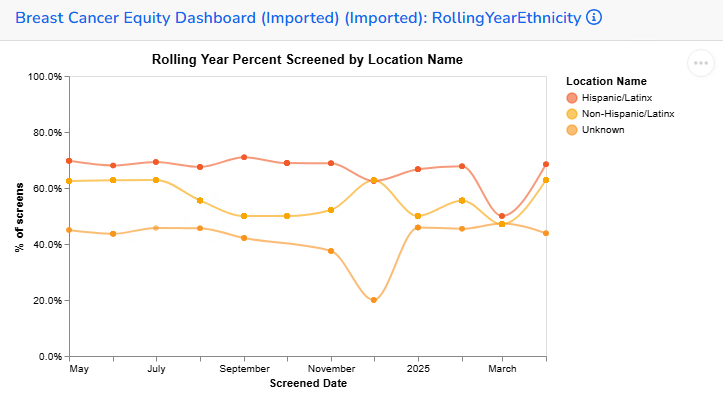 Breast Cancer Equity Dashboard (Imported) (Imported): RollingYearEthnicity
Rolling Year Percent Screened by Location Name
100.0%
80.0%
60.0%
40.0%
20.0%
0.0%
% of screens
May
July
September
November
2025
March
Screened Date
Location Name
Hispanic/Latinx
Non-Hispanic/Latinx
Unknown